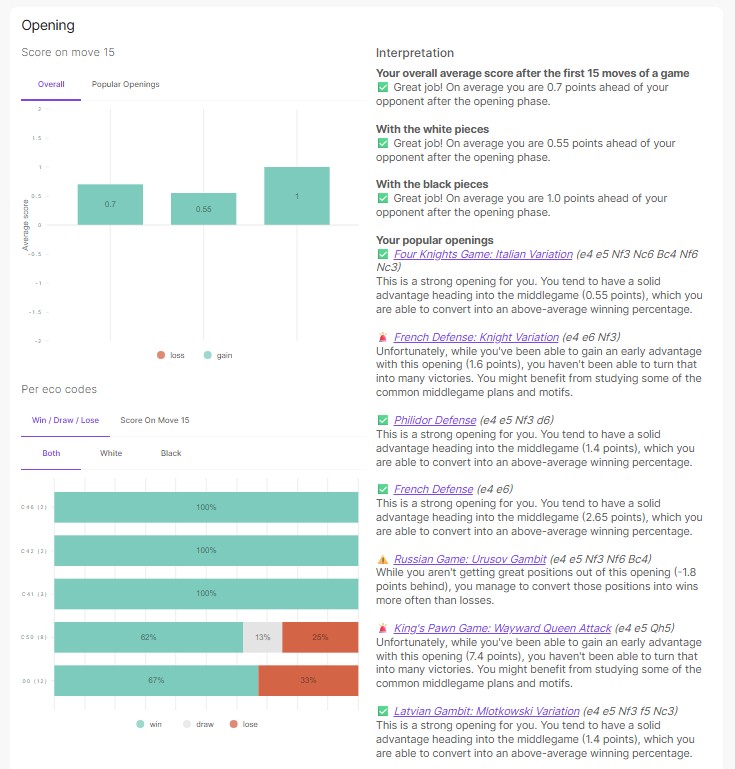 Opening
Score on move 15
Overall Popular Openings
2
1.5
1
0.5
0
-0.5
-1
-1.5
-2
Average score
0.7 0.55 1
loss gain
Per eco codes
Win / Draw / Lose Score On Move 15
Both White Black
C46 (2) 100%
C42 (2) 100%
100%
62% 13% 25%
67% 33%
win draw lose
Interpretation
Your overall average score after the first 15 moves of a game
Great job! On average you are 0.7 points ahead of your
opponent after the opening phase.
With the white pieces
Great job! On average you are 0.55 points ahead of your
opponent after the opening phase.
With the black pieces
Great job! On average you are 1.0 points ahead of your
opponent after the opening phase.
Your popular openings
Four Knights Game: Italian Variation (e4 e5 Nf3 Nc6 Bc4 Nf6
Nc3)
This is a strong opening for you. You tend to have a solid
advantage heading into the middlegame (0.55 points), which you
are able to convert into an above-average winning percentage.
French Defense: Knight Variation (e4 e6 Nf3)
Unfortunately, while you've been able to gain an early advantage
with this opening (1.6 points), you haven't been able to turn that
into many victories. You might benefit from studying some of the
common middlegame plans and motifs.
Philidor Defense (e4 e5 Nf3 d6)
This is a strong opening for you. You tend to have a solid
advantage heading into the middlegame (1.4 points), which you
are able to convert into an above-average winning percentage.
French Defense (e4 e6)
This is a strong opening for you. You tend to have a solid
advantage heading into the middlegame (2.65 points), which you
are able to convert into an above-average winning percentage.
Russian Game: Urusov Gambit (e4 e5 Nf3 Nf6 Bc4)
While you aren't getting great positions out of this opening (-1.8
points behind), you manage to convert those positions into wins
more often than losses.
King's Pawn Game: Wayward Queen Attack (e4 e5 Qh5)
Unfortunately, while you've been able to gain an early advantage
with this opening (7.4 points), you haven't been able to turn that
into many victories. You might benefit from studying some of the
common middlegame plans and motifs.
Latvian Gambit: Mlotkowski Variation (e4 e5 Nf3 f5 Nc3)
This is a strong opening for you. You tend to have a solid
advantage heading into the middlegame (1.4 points), which you
are able to convert into an above-average winning percentage.